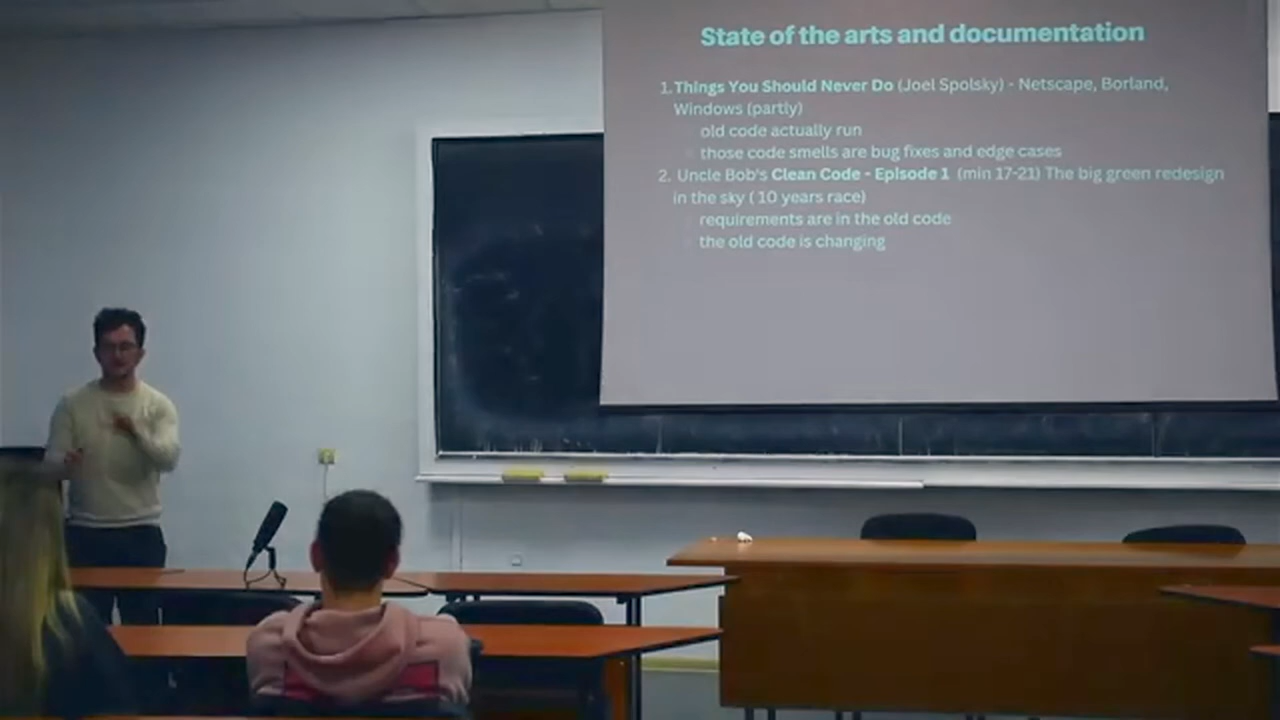 State of the arts and documentation
1. Things You Should Never Do (Joel Spolsky) - Netscape, Borland,
Windows (partly)
old code actually run
those code smells are bug fixes and edge cases
2. Uncle Bob's Clean Code - Episode 1 (min 17-21) The big green redesign
in the sky ( 10 years race)
requirements are in the old code
the old code is changing